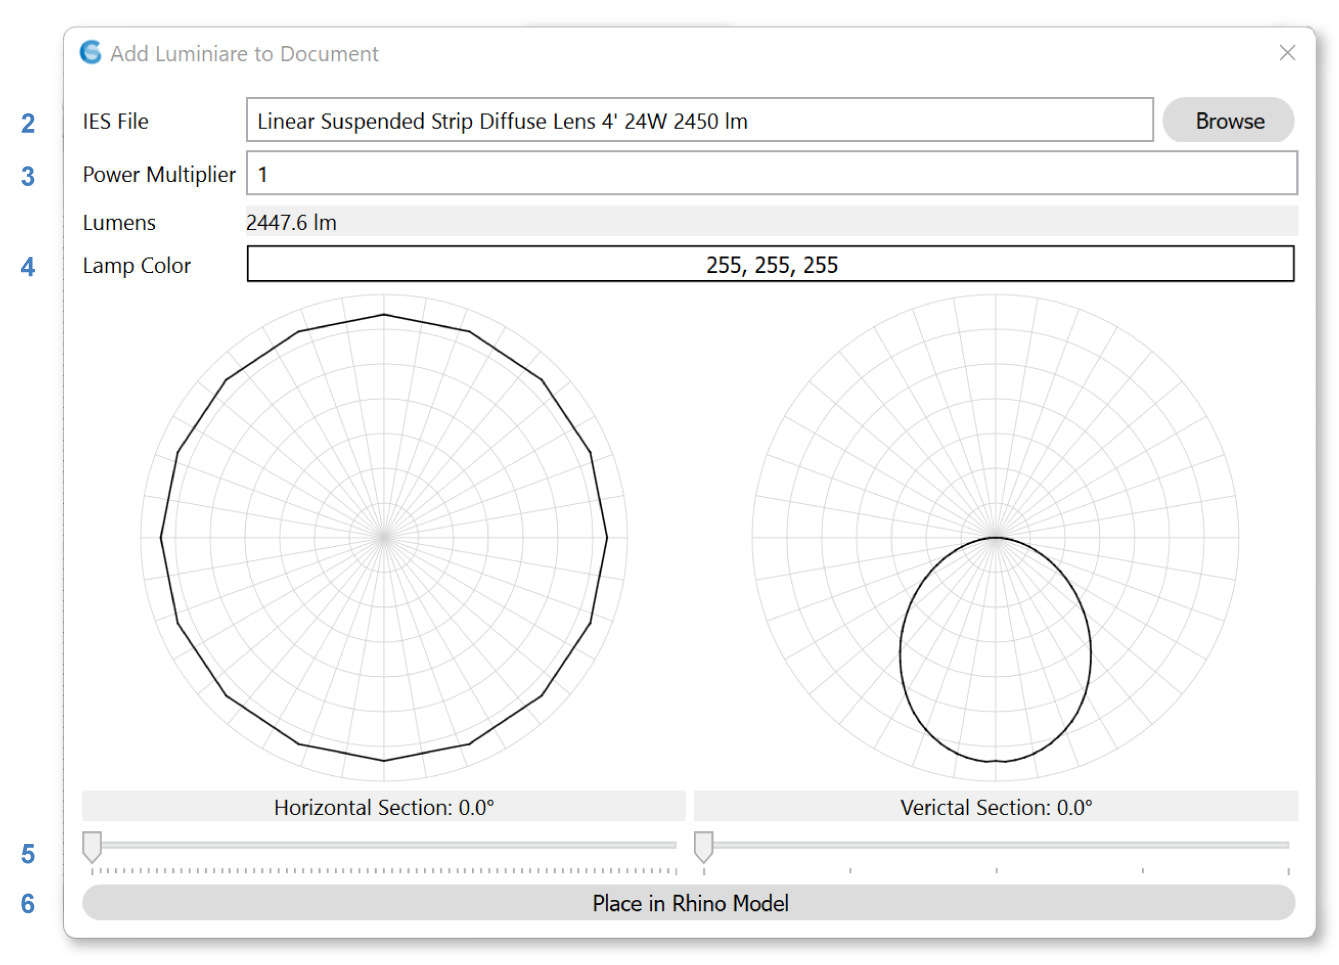 Add Luminiare to Document
2 IES File Linear Suspended Strip Diffuse Lens 4' 24W 2450 lm Browse
3 Power Multiplier 1
Lumens 2447.6 lm
4 Lamp Color 255, 255, 255
Horizontal Section: 0.0° Verictal Section: 0.0°
5
6 Place in Rhino Model